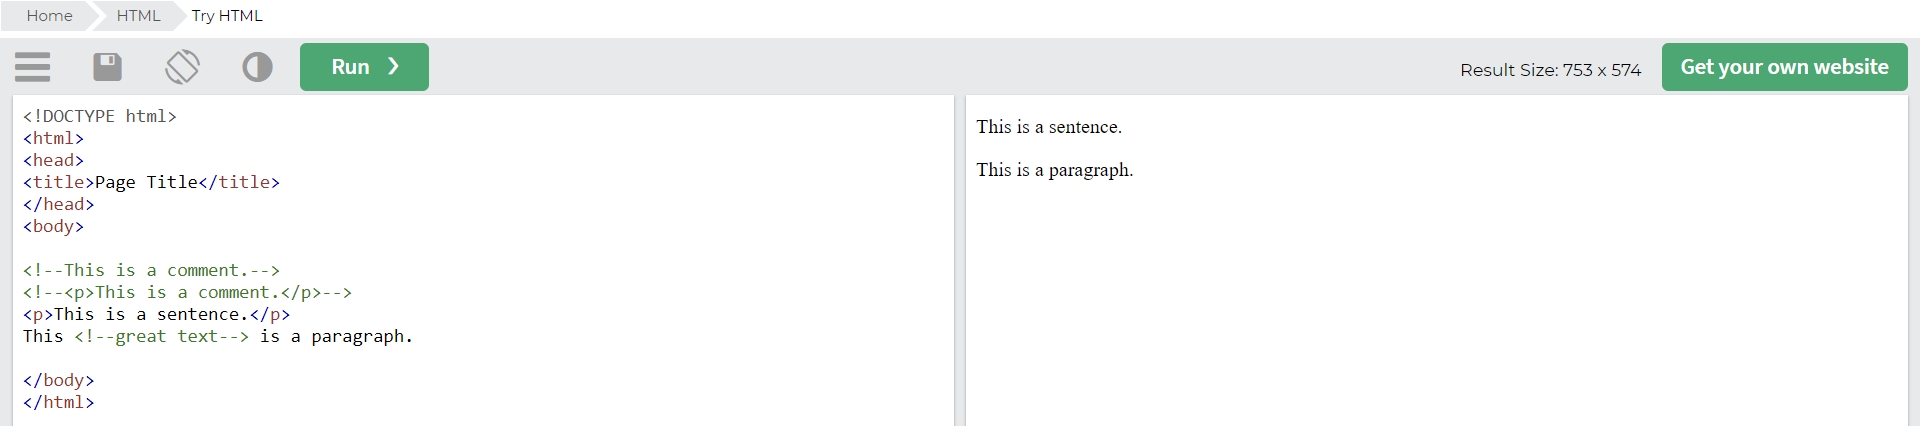 Home HTML Try HTML
Run ❯ Result Size: 753 x 574 Get your own website
<!DOCTYPE html>
<html>
<head>
<title>Page Title</title>
</head>
<body>
<!--This is a comment.-->
<!--<p>This is a comment.</p>-->
<p>This is a sentence.</p>
This <!--great text--> is a paragraph.
</body>
</html>
This is a sentence.
This is a paragraph.